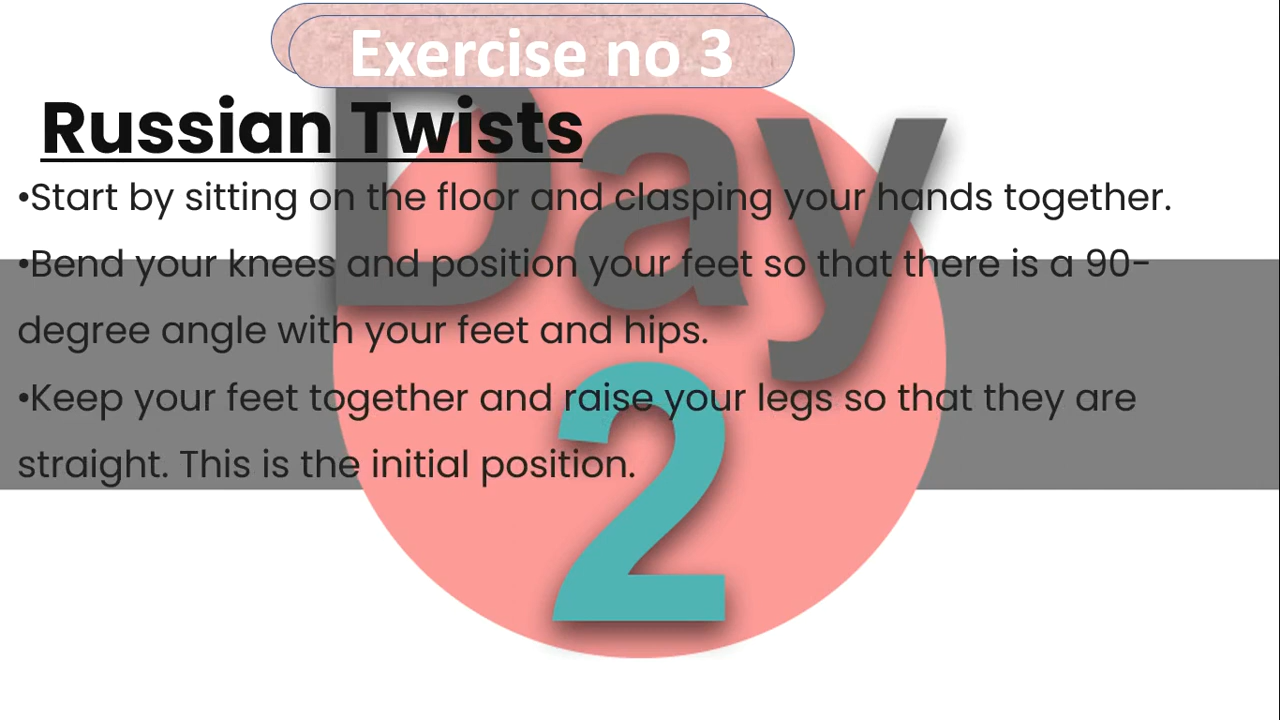 Exercise no 3
Russian Twists
•Start by sitting on the floor and clasping your hands together.
•Bend your knees and position your feet so that there is a 90-
degree angle with your feet and hips.
•Keep your feet together and raise your legs so that they are
straight. This is the initial position.
Day
2